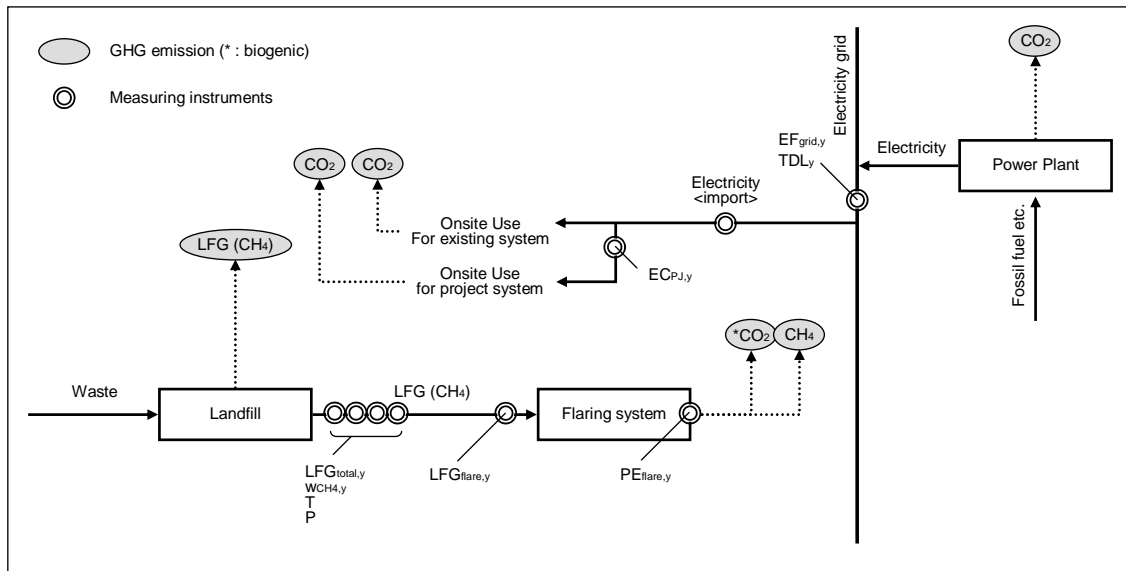 GHG emission (* : biogenic)
Measuring instruments
Electricity grid
CO₂
EFgrid,y
TDLy
Electricity
Power Plant
CO₂
CO₂
Electricity
<import>
Onsite Use
For existing system
Fossil fuel etc.
LFG (CH₄)
Onsite Use
for project system
ECPJ,y
*CO₂
CH₄
Waste
LFG (CH₄)
Landfill
Flaring system
LFGtotal,y
wCH4,y
T
P
LFGflare,y
PEflare,y